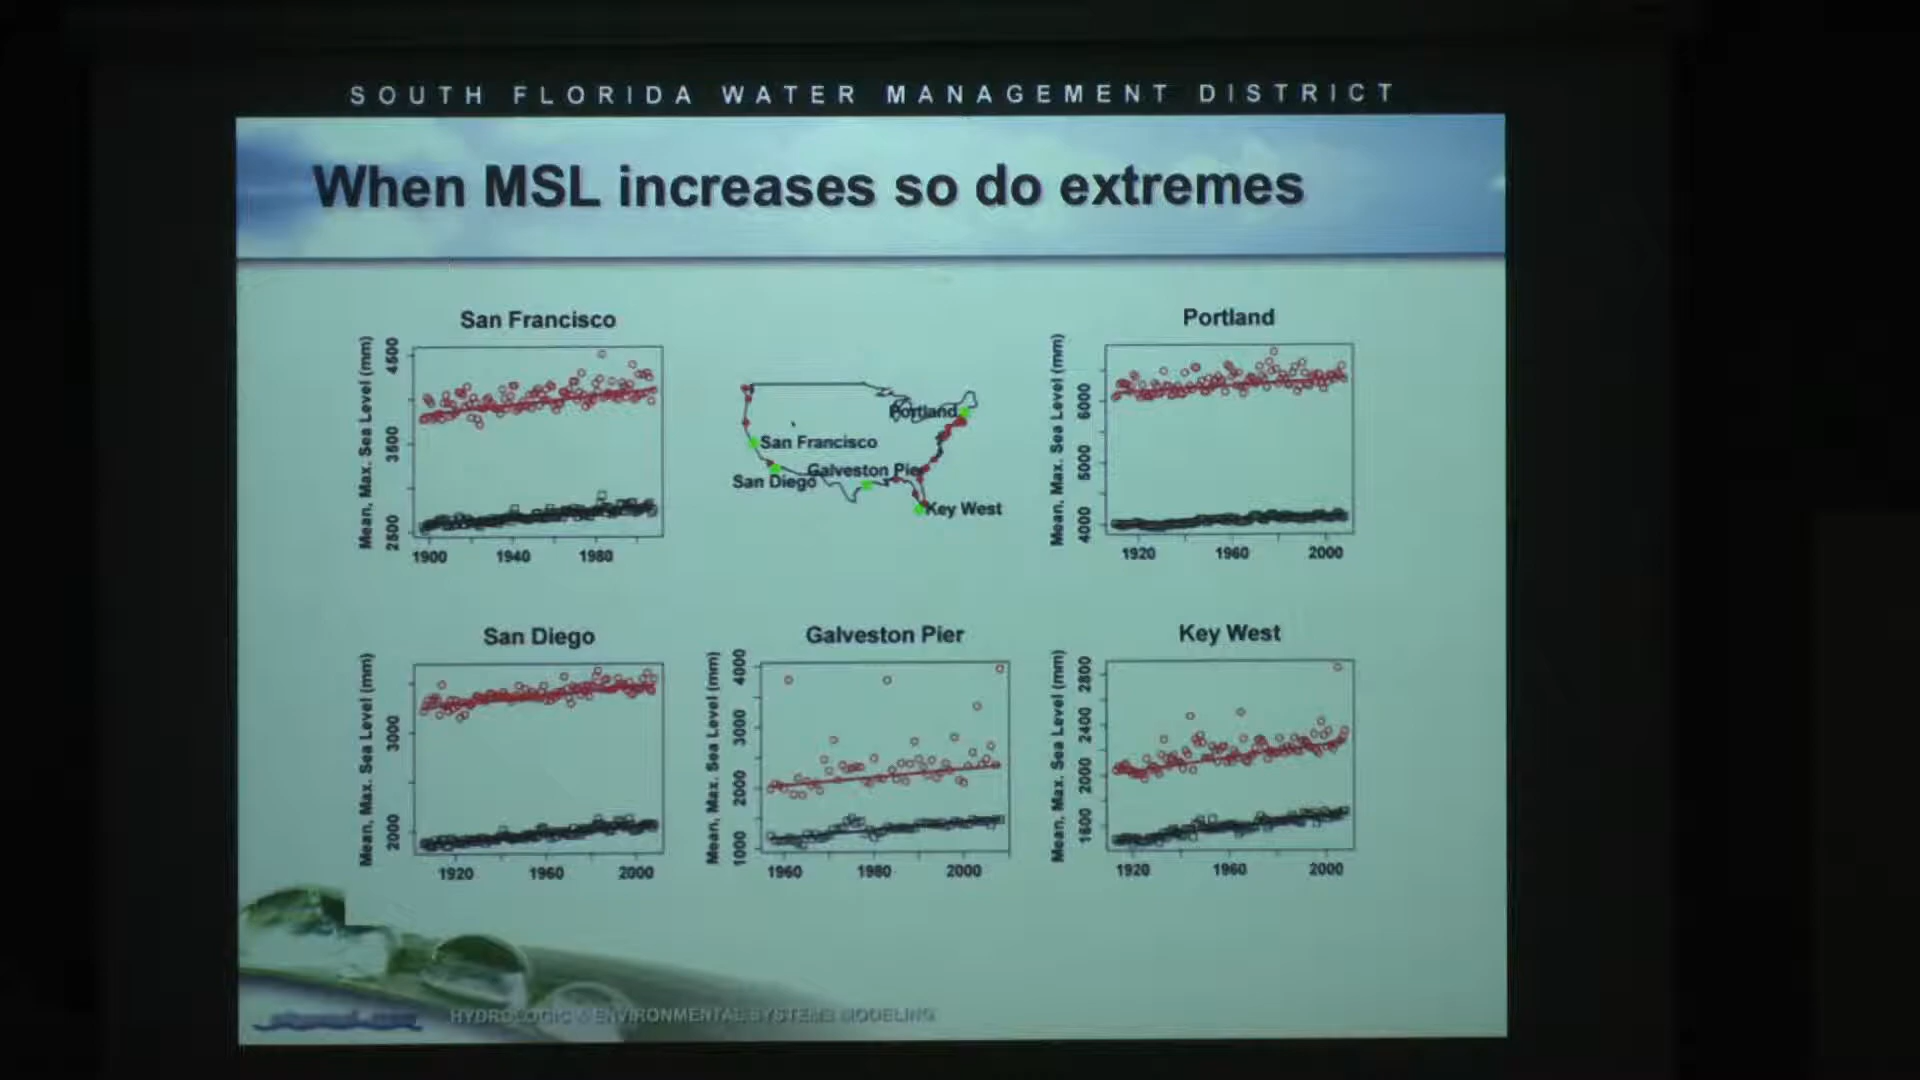 SOUTH FLORIDA WATER MANAGEMENT DISTRICT
When MSL increases so do extremes
San Francisco
Mean, Max. Sea Level (mm)
4500
3500
2500
1900 1940 1980
Portland
San Francisco
Galveston Pier
San Diego
Key West
Portland
Mean, Max. Sea Level (mm)
6000
5000
4000
1920 1960 2000
San Diego
Mean, Max. Sea Level (mm)
3000
2000
1920 1960 2000
Galveston Pier
Mean, Max. Sea Level (mm)
4000
3000
2000
1000
1960 1980 2000
Key West
Mean, Max. Sea Level (mm)
2800
2400
2000
1600
1920 1960 2000
HYDROLOGIC & ENVIRONMENTAL SYSTEMS MODELING